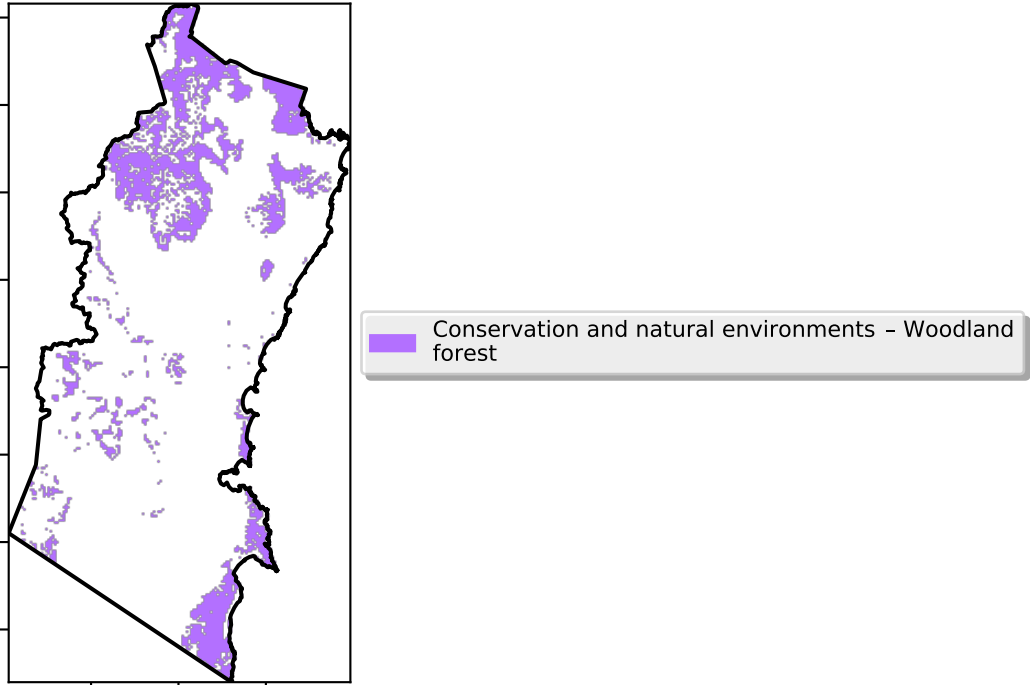 Conservation and natural environments – Woodland
forest